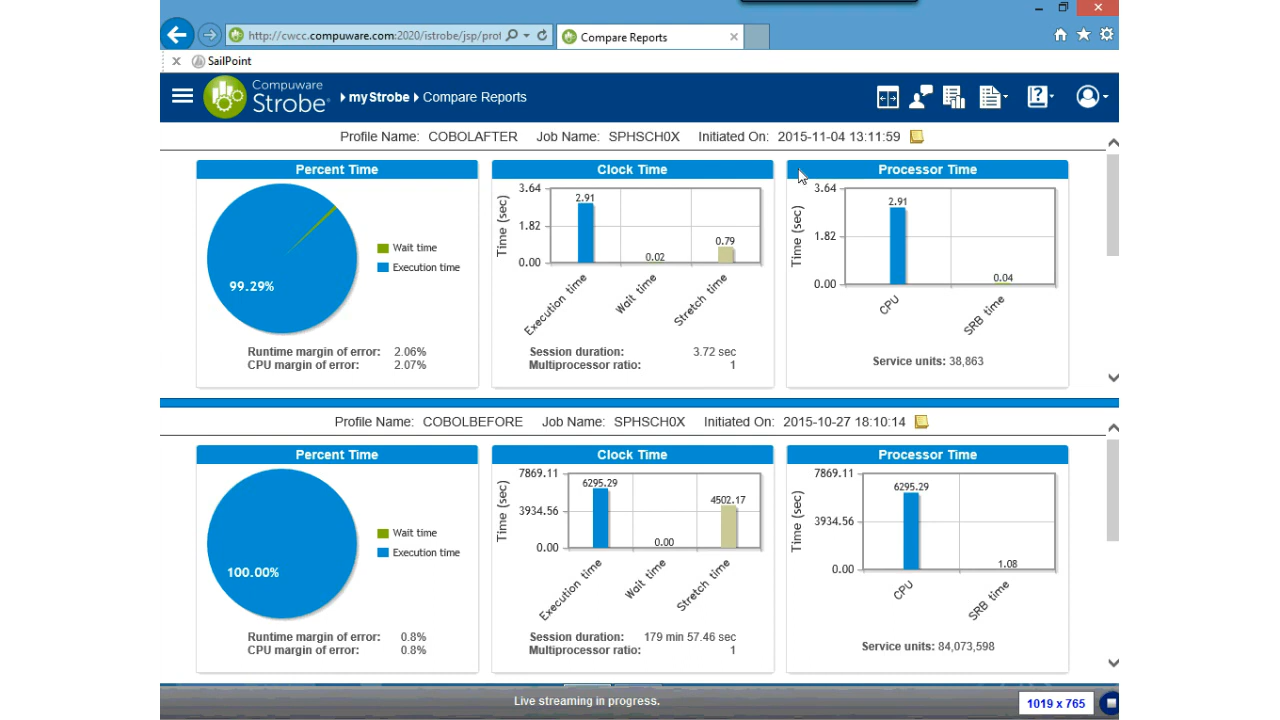 http://cwcc.compuware.com:2020/istrobe/jsp/prof
Compare Reports
SailPoint
Compuware
Strobe
myStrobe Compare Reports
Profile Name: COBOLAFTER Job Name: SPHSCH0X Initiated On: 2015-11-04 13:11:59
Percent Time
99.29%
Wait time
Execution time
Runtime margin of error: 2.06%
CPU margin of error: 2.07%
Clock Time
Time (sec)
3.64
1.82
0.00
2.91
0.02
0.79
Execution time
Wait time
Stretch time
Session duration: 3.72 sec
Multiprocessor ratio: 1
Processor Time
Time (sec)
3.64
1.82
0.00
2.91
0.04
CPU
SRB time
Service units: 38,863
Profile Name: COBOLBEFORE Job Name: SPHSCH0X Initiated On: 2015-10-27 18:10:14
Percent Time
100.00%
Wait time
Execution time
Runtime margin of error: 0.8%
CPU margin of error: 0.8%
Clock Time
Time (sec)
7869.11
3934.56
0.00
6295.29
0.00
4502.17
Execution time
Wait time
Stretch time
Session duration: 179 min 57.46 sec
Multiprocessor ratio: 1
Processor Time
Time (sec)
7869.11
3934.56
0.00
6295.29
1.08
CPU
SRB time
Service units: 84,073,598
Live streaming in progress.
1019 x 765